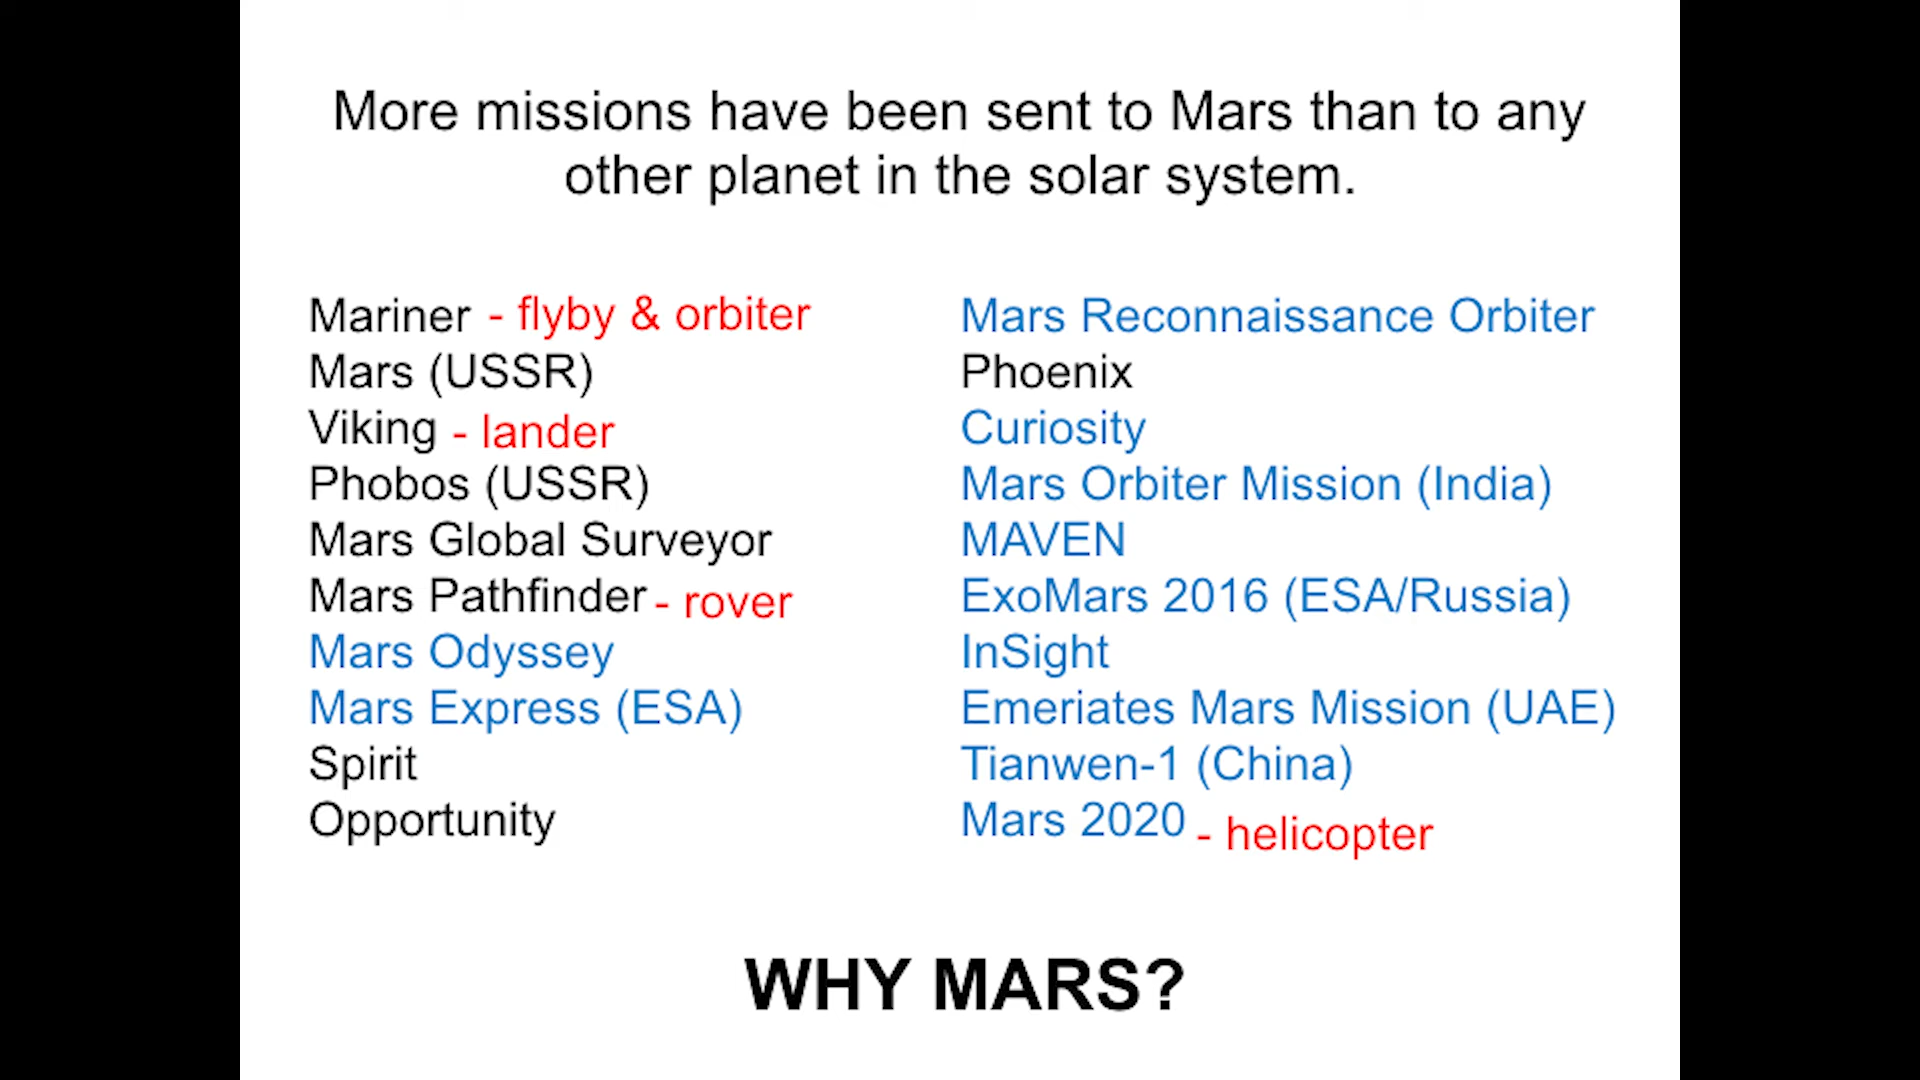 More missions have been sent to Mars than to any
other planet in the solar system.
Mariner - flyby & orbiter
Mars (USSR)
Viking - lander
Phobos (USSR)
Mars Global Surveyor
Mars Pathfinder - rover
Mars Odyssey
Mars Express (ESA)
Spirit
Opportunity
Mars Reconnaissance Orbiter
Phoenix
Curiosity
Mars Orbiter Mission (India)
MAVEN
ExoMars 2016 (ESA/Russia)
InSight
Emeriates Mars Mission (UAE)
Tianwen-1 (China)
Mars 2020 - helicopter
WHY MARS?